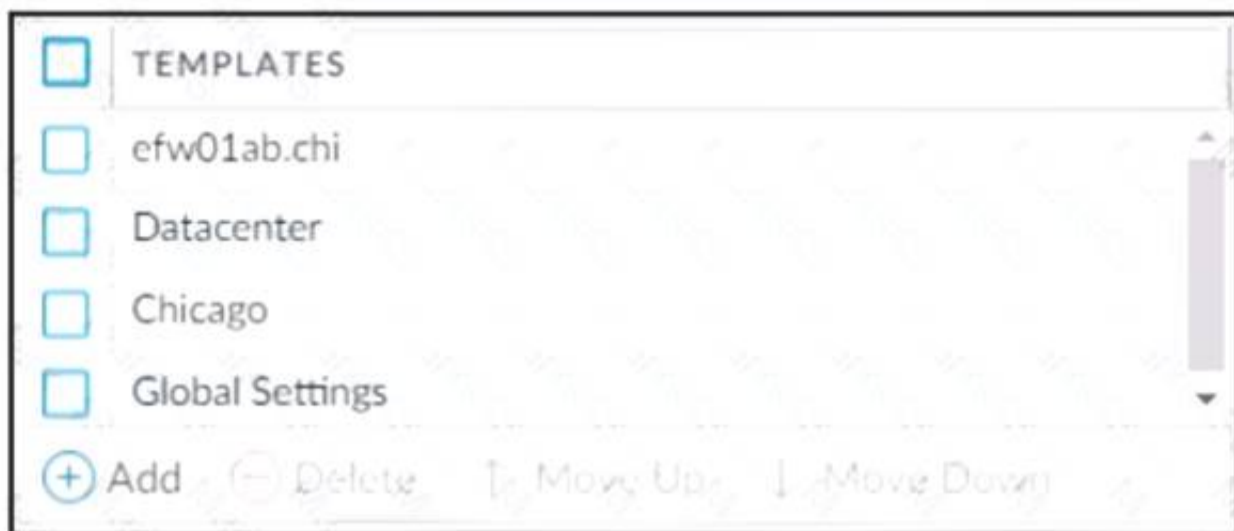 TEMPLATES
efw01ab.chi
Datacenter
Chicago
Global Settings
Add Delete Move Up Move Down